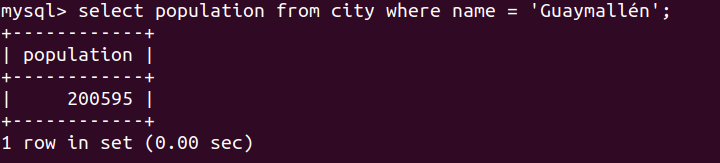 mysql> select population from city where name = 'Guaymallén';
+------------+
| population |
+------------+
|     200595 |
+------------+
1 row in set (0.00 sec)